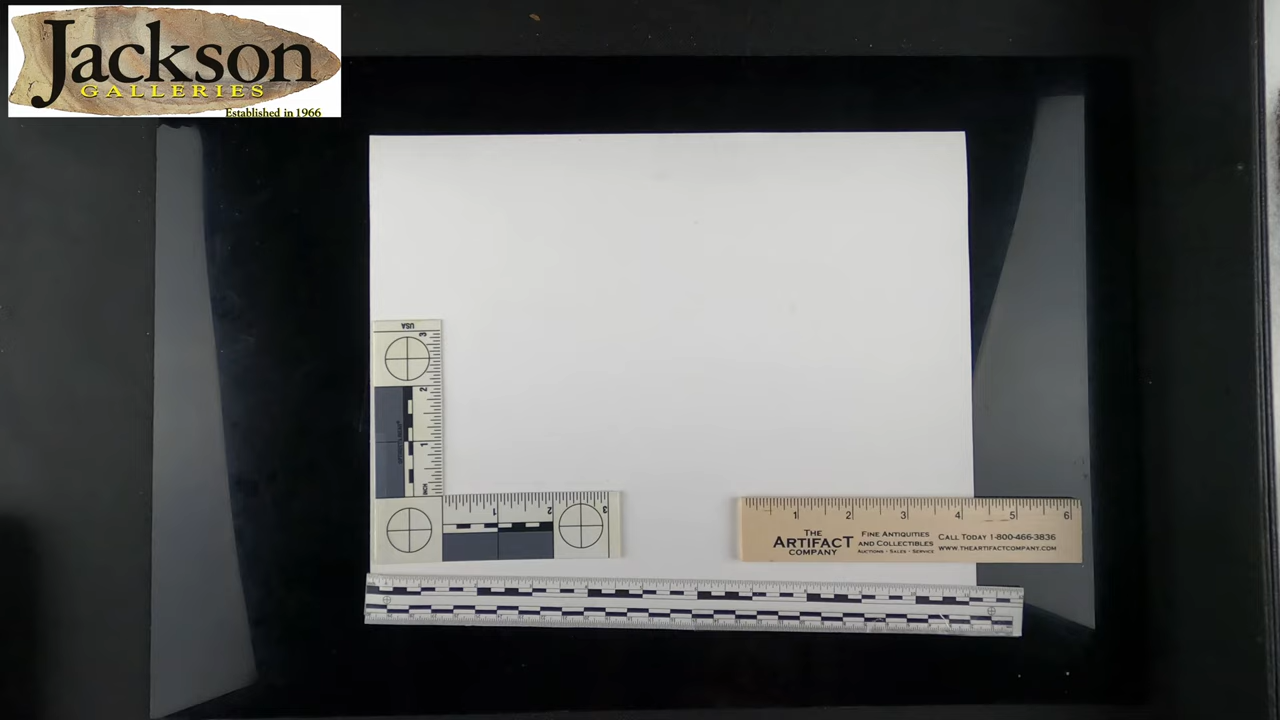 Jackson
GALLERIES
Established in 1966
USA
3
2
1
INCH
1 2 3
1 2 3 4 5 6
THE
ARTIFACT
COMPANY
FINE ANTIQUITIES
AND COLLECTIBLES
AUCTIONS - SALES - SERVICE
CALL TODAY 1-800-466-3836
WWW.THEARTIFACTCOMPANY.COM